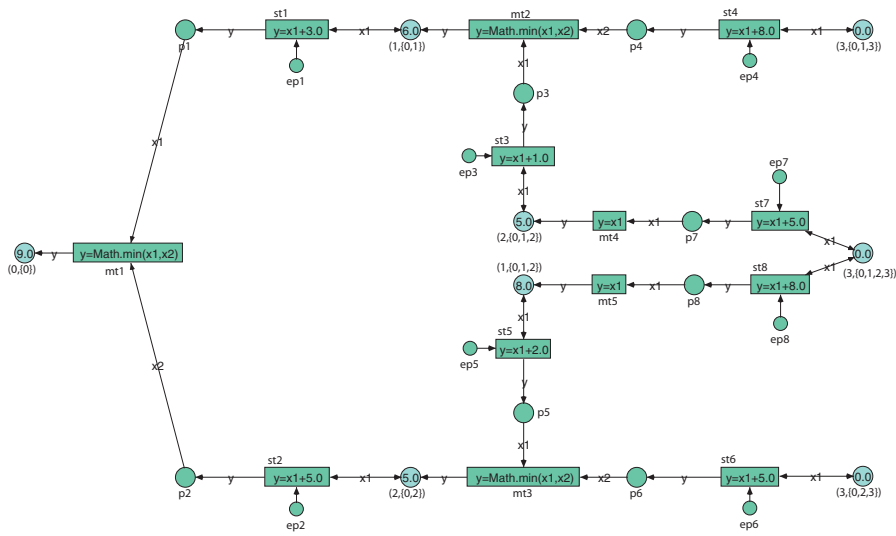 st1
st4
p1
y
y=x1+3.0
x1
6.0
(1,{0,1})
y
mt2
y=Math.min(x1,x2)
x2
p4
y
y=x1+8.0
x1
0.0
(3,{0,1,3})
ep1
ep4
x1
p3
y
x1
st3
y=x1+1.0
ep3
x1
ep7
st7
y=x1+5.0
5.0
(2,{0,1,2})
y
y=x1
mt4
x1
p7
y
x1
9.0
(0,{0})
y
y=Math.min(x1,x2)
mt1
0.0
(3,{0,1,2,3})
(1,{0,1,2})
8.0
y
y=x1
mt5
x1
p8
y
st8
y=x1+8.0
x1
ep8
x1
st5
y=x1+2.0
ep5
x2
y
p5
x1
st2
st6
p2
y
y=x1+5.0
x1
5.0
(2,{0,2})
y
y=Math.min(x1,x2)
mt3
x2
p6
y
y=x1+5.0
x1
0.0
(3,{0,2,3})
ep2
ep6